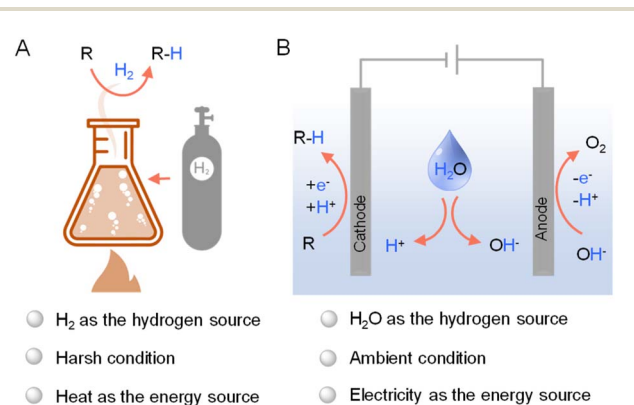 A
R R-H
H₂
H₂
H₂ as the hydrogen source
Harsh condition
Heat as the energy source
B
R-H
+e⁻
+H⁺
R
Cathode
H₂O
H⁺
OH⁻
Anode
O₂
-e⁻
-H⁺
OH⁻
H₂O as the hydrogen source
Ambient condition
Electricity as the energy source